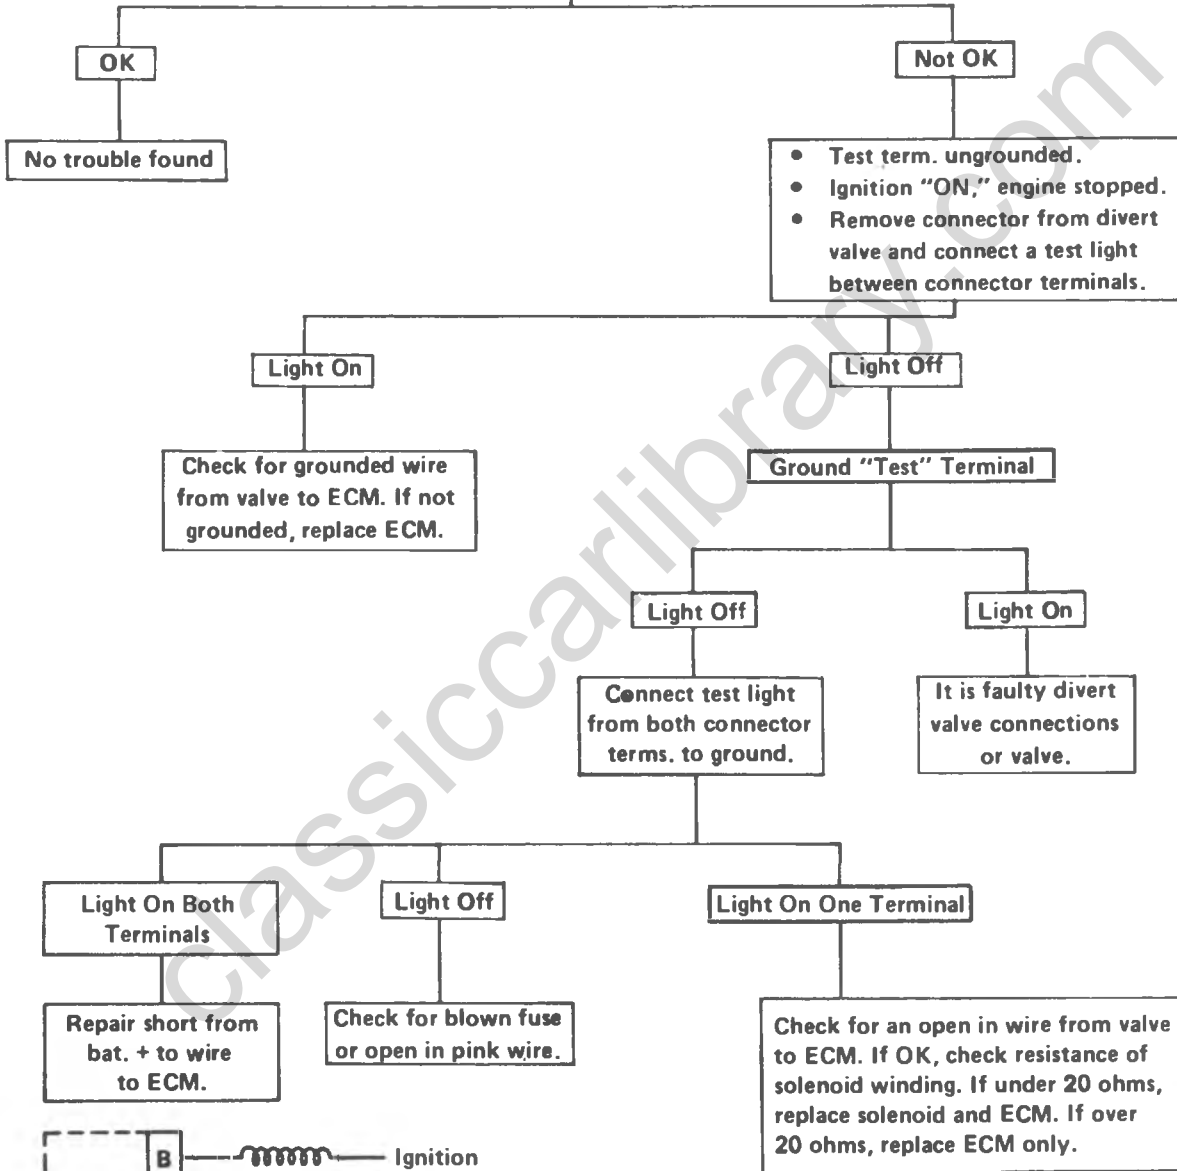 OK
Not OK
No trouble found
• Test term. ungrounded.
• Ignition "ON," engine stopped.
• Remove connector from divert
valve and connect a test light
between connector terminals.
Light On
Light Off
Check for grounded wire
from valve to ECM. If not
grounded, replace ECM.
Ground "Test" Terminal
Light Off
Light On
Connect test light
from both connector
terms. to ground.
It is faulty divert
valve connections
or valve.
Light On Both
Terminals
Light Off
Light On One Terminal
Repair short from
bat. + to wire
to ECM.
Check for blown fuse
or open in pink wire.
Check for an open in wire from valve
to ECM. If OK, check resistance of
solenoid winding. If under 20 ohms,
replace solenoid and ECM. If over
20 ohms, replace ECM only.
B
Ignition
classiccarlibrary.com